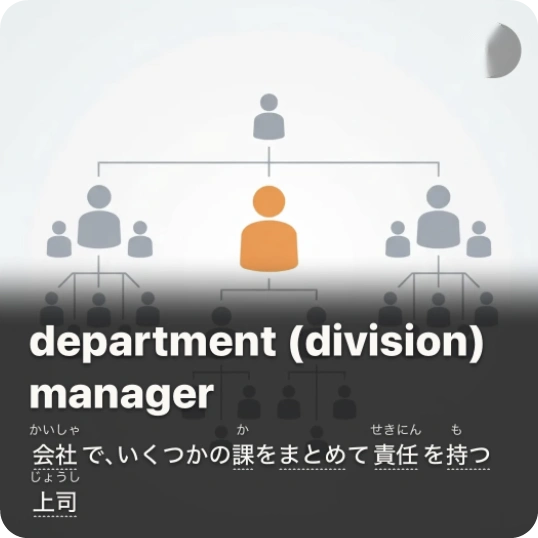 department (division)
manager
かいしゃ か せきにん も
会社で、いくつかの課をまとめて責任を持つ
じょうし
上司